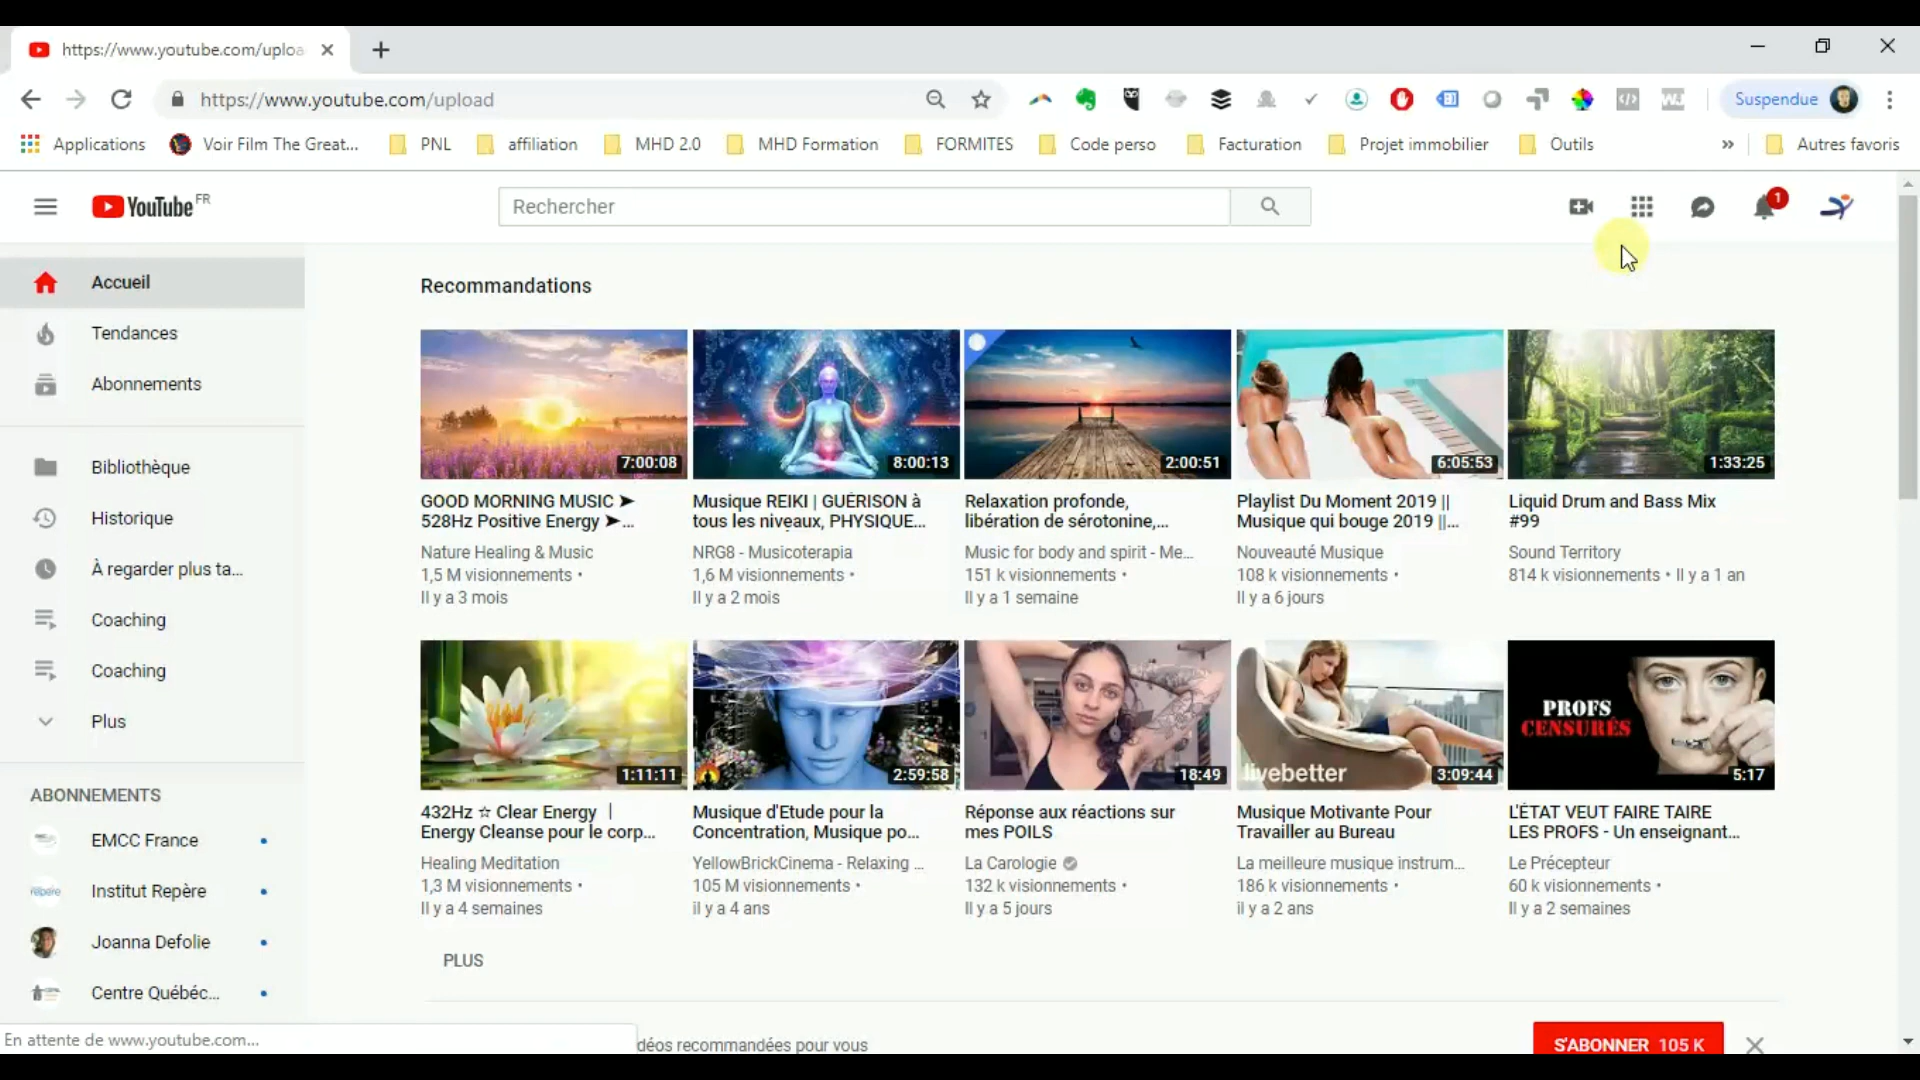 https://www.youtube.com/uploa
https://www.youtube.com/upload
Suspendue
Applications
Voir Film The Great...
PNL
affiliation
MHD 2.0
MHD Formation
FORMITES
Code perso
Facturation
Projet immobilier
Outils
»
Autres favoris
YouTube FR
Rechercher
1
Accueil
Tendances
Abonnements
Bibliothèque
Historique
À regarder plus ta...
Coaching
Coaching
Plus
ABONNEMENTS
EMCC France
Institut Repère
Joanna Defolie
Centre Québéc...
En attente de www.youtube.com...
Recommandations
7:00:08
8:00:13
2:00:51
6:05:53
1:33:25
GOOD MORNING MUSIC ➤
528Hz Positive Energy ➤...
Nature Healing & Music
1,5 M visionnements •
Il y a 3 mois
Musique REIKI | GUÉRISON à
tous les niveaux, PHYSIQUE...
NRG8 - Musicoterapia
1,6 M visionnements •
Il y a 2 mois
Relaxation profonde,
libération de sérotonine,...
Music for body and spirit - Me...
151 k visionnements •
Il y a 1 semaine
Playlist Du Moment 2019 ||
Musique qui bouge 2019 ||...
Nouveauté Musique
108 k visionnements •
Il y a 6 jours
Liquid Drum and Bass Mix
#99
Sound Territory
814 k visionnements • Il y a 1 an
1:11:11
2:59:58
18:49
livebetter
3:09:44
PROFS
CENSURÉS
5:17
432Hz ☆ Clear Energy |
Energy Cleanse pour le corp...
Healing Meditation
1,3 M visionnements •
Il y a 4 semaines
Musique d'Etude pour la
Concentration, Musique po...
YellowBrickCinema - Relaxing ...
105 M visionnements •
il y a 4 ans
Réponse aux réactions sur
mes POILS
La Carologie
132 k visionnements •
Il y a 5 jours
Musique Motivante Pour
Travailler au Bureau
La meilleure musique instrum...
186 k visionnements •
il y a 2 ans
L'ÉTAT VEUT FAIRE TAIRE
LES PROFS - Un enseignant...
Le Précepteur
60 k visionnements •
Il y a 2 semaines
PLUS
déos recommandées pour vous
S'ABONNER 105 K